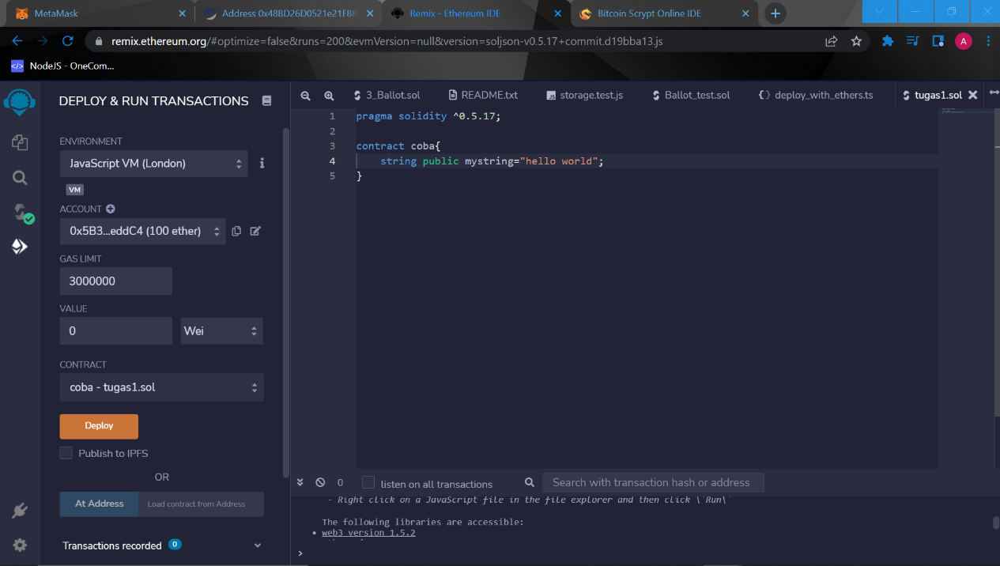 MetaMask
Address 0x48BD26D0521e21F88
Remix - Ethereum IDE
Bitcoin Scrypt Online IDE
remix.ethereum.org/#optimize=false&runs=200&evmVersion=null&version=soljson-v0.5.17+commit.d19bba13.js
A
</> NodeJS - OneCom...
DEPLOY & RUN TRANSACTIONS
ENVIRONMENT
JavaScript VM (London)
VM
ACCOUNT
0x5B3...eddC4 (100 ether)
GAS LIMIT
3000000
VALUE
0
Wei
CONTRACT
coba - tugas1.sol
Deploy
Publish to IPFS
OR
At Address
Load contract from Address
Transactions recorded 0
3_Ballot.sol
README.txt
storage.test.js
Ballot_test.sol
deploy_with_ethers.ts
tugas1.sol
1 pragma solidity ^0.5.17;
2
3 contract coba{
4 string public mystring="hello world";
5 }
0
listen on all transactions
Search with transaction hash or address
- Right click on a JavaScript file in the file explorer and then click \`Run\`
The following libraries are accessible:
• web3 version 1.5.2
>